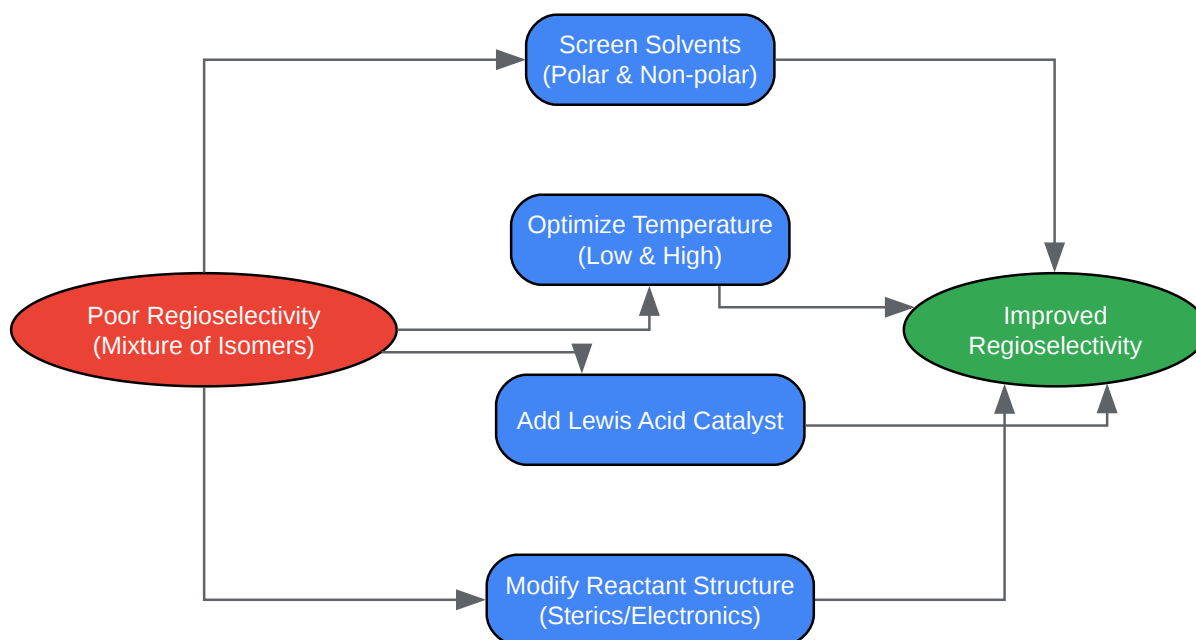 Screen Solvents
(Polar & Non-polar)
Optimize Temperature
(Low & High)
Poor Regioselectivity
(Mixture of Isomers)
Improved
Regioselectivity
Add Lewis Acid Catalyst
Modify Reactant Structure
(Sterics/Electronics)